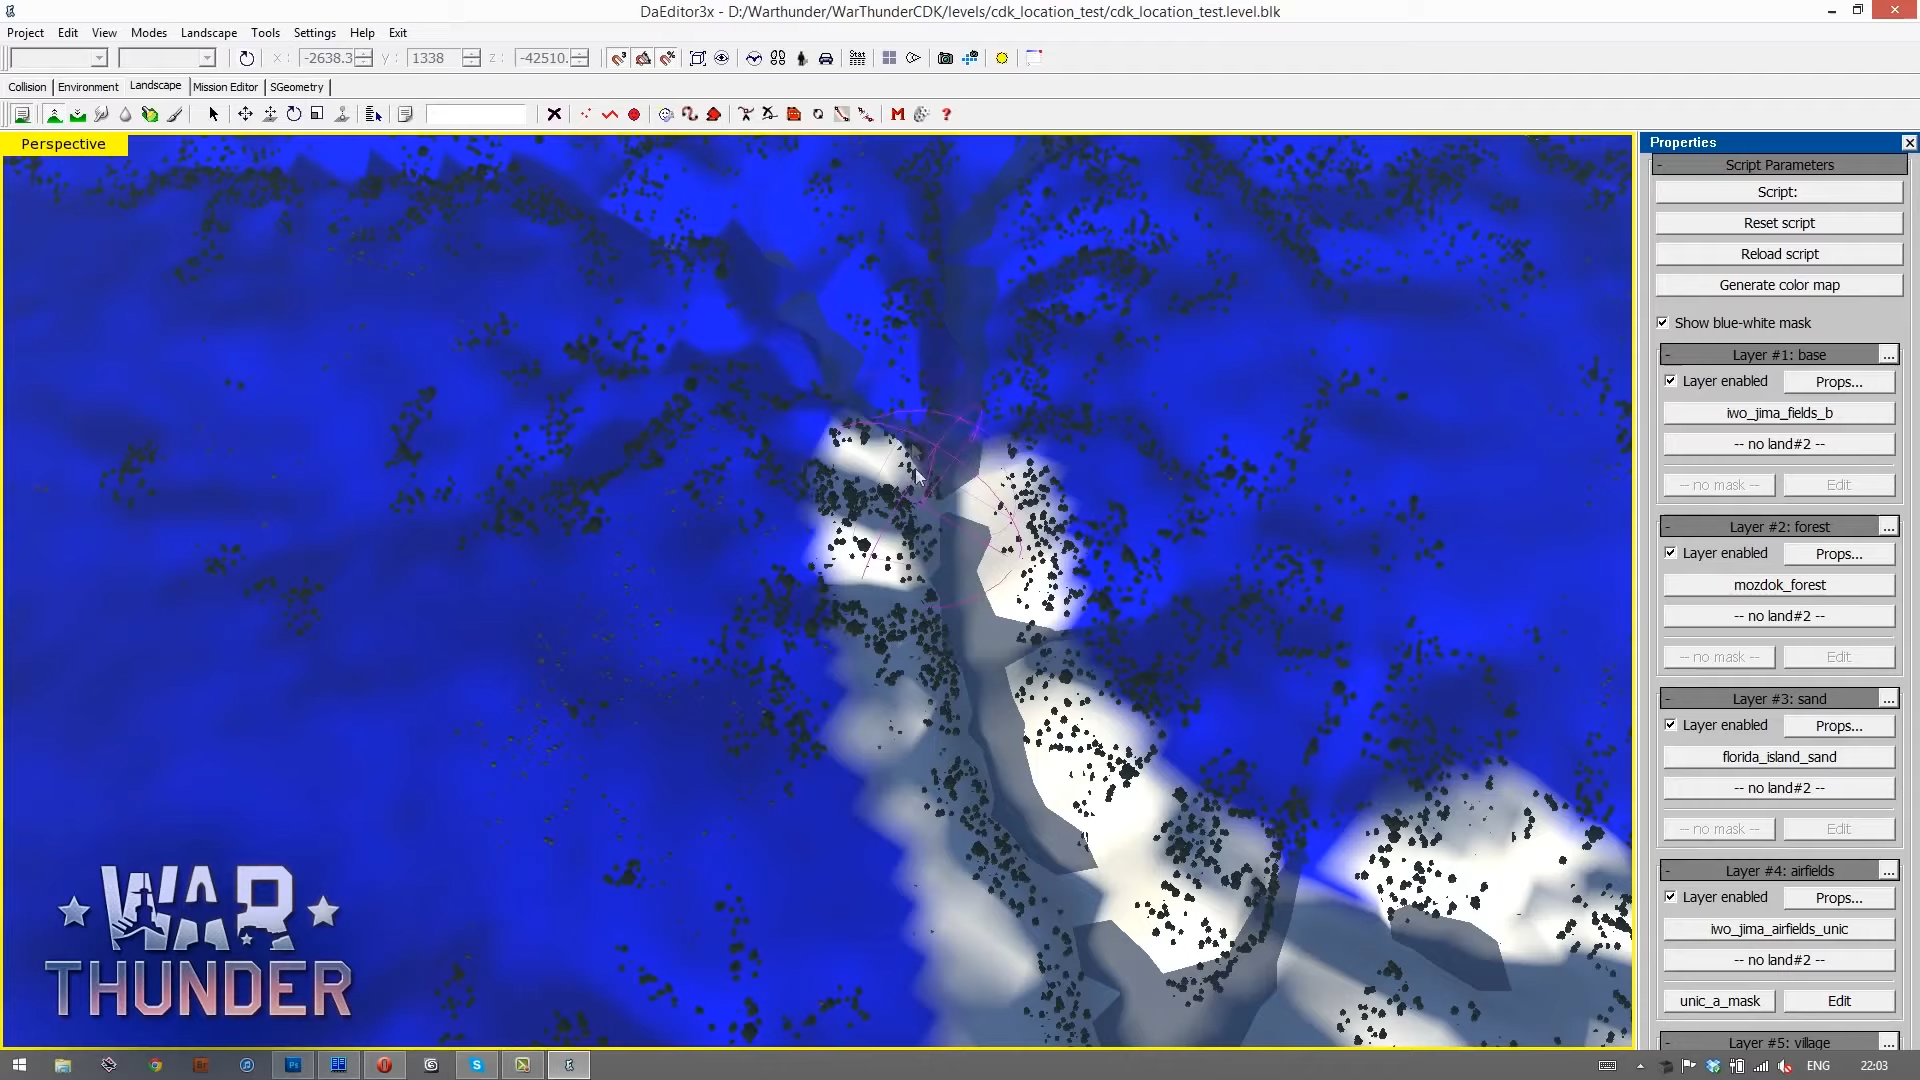 DaEditor3x - D:/Warthunder/WarThunderCDK/levels/cdk_location_test/cdk_location_test.level.blk
Project Edit View Modes Landscape Tools Settings Help Exit
x : -2638.3 y : 1338 z : -42510. Stat
Collision Environment Landscape Mission Editor SGeometry
Perspective
Properties
- Script Parameters
Script:
Reset script
Reload script
Generate color map
Show blue-white mask
- Layer #1: base ...
Layer enabled Props...
iwo_jima_fields_b
-- no land#2 --
-- no mask -- Edit
- Layer #2: forest ...
Layer enabled Props...
mozdok_forest
-- no land#2 --
-- no mask -- Edit
- Layer #3: sand ...
Layer enabled Props...
florida_island_sand
-- no land#2 --
-- no mask -- Edit
- Layer #4: airfields ...
Layer enabled Props...
iwo_jima_airfields_unic
-- no land#2 --
unic_a_mask Edit
- Layer #5: village ...
WAR
THUNDER
ENG 22:03